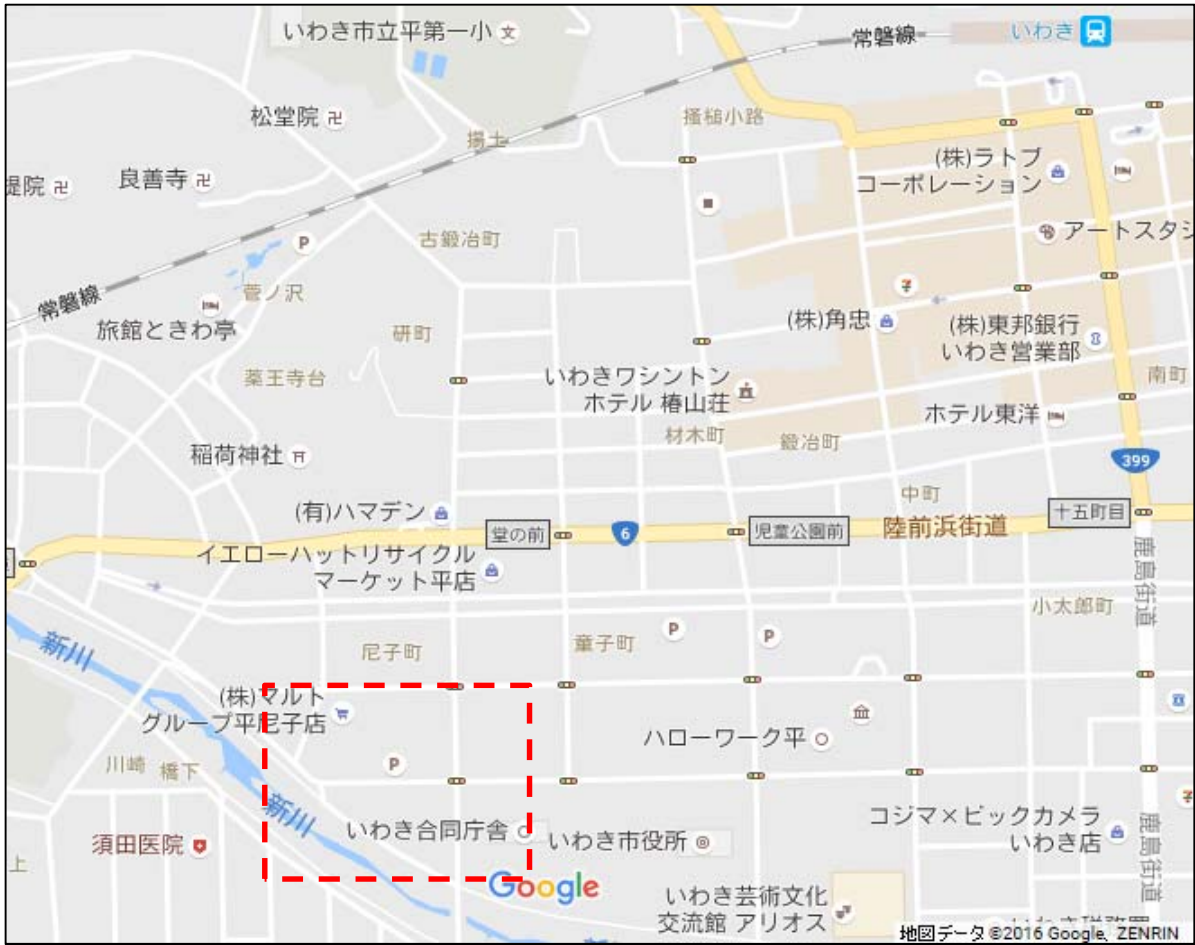 いわき市立平第一小
常磐線
いわき
松堂院
揚土
掻槌小路
(株)ラトブ
コーポレーション
提院
良善寺
古鍛冶町
アートスタジ
常磐線
菅ノ沢
旅館ときわ亭
研町
(株)角忠
(株)東邦銀行
いわき営業部
薬王寺台
いわきワシントン
ホテル 椿山荘
南町
ホテル東洋
材木町
鍛冶町
稲荷神社
399
(有)ハマデン
中町
十五町目
堂の前
6
児童公園前
陸前浜街道
イエローハットリサイクル
マーケット平店
鹿島街道
小太郎町
新川
尼子町
童子町
(株)マルト
グループ平尼子店
ハローワーク平
川崎
橋下
新川
いわき合同庁舎
いわき市役所
コジマ×ビックカメラ
いわき店
須田医院
上
鹿島街道
Google
いわき芸術文化
交流館 アリオス
地図データ ©2016 Google, ZENRIN